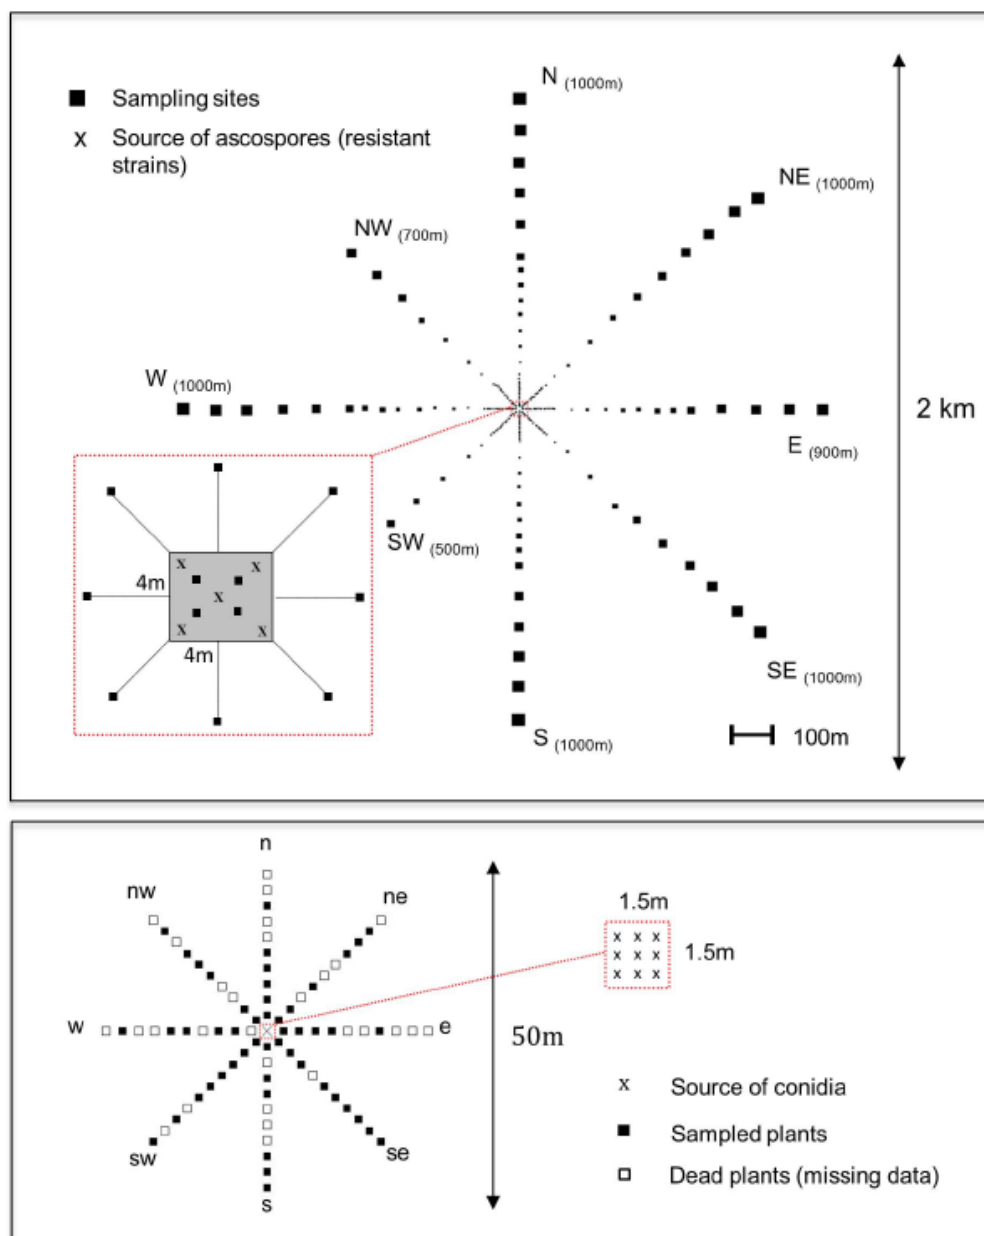 N (1000m)
Sampling sites
x Source of ascospores (resistant
strains)
NE (1000m)
NW (700m)
W (1000m)
2 km
E (900m)
SW (500m)
x x
4m
x
x x
4m
SE (1000m)
S (1000m)
100m
n
nw
ne
1.5m
x x x
x x x
x x x
1.5m
w
x
e
50m
x Source of conidia
Sampled plants
sw
se
Dead plants (missing data)
s